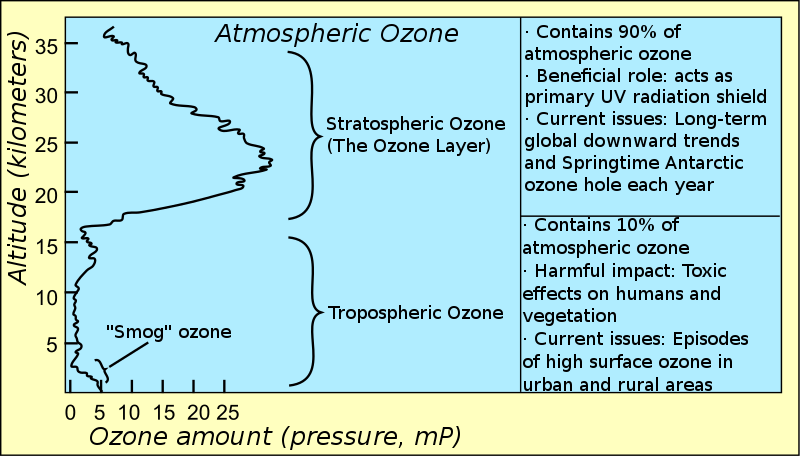 Atmospheric Ozone
Altitude (kilometers)
35
30
25
20
15
10
5
Stratospheric Ozone
(The Ozone Layer)
Tropospheric Ozone
"Smog" ozone
0 5 10 15 20 25
Ozone amount (pressure, mP)
· Contains 90% of
atmospheric ozone
· Beneficial role: acts as
primary UV radiation shield
· Current issues: Long-term
global downward trends
and Springtime Antarctic
ozone hole each year
· Contains 10% of
atmospheric ozone
· Harmful impact: Toxic
effects on humans and
vegetation
· Current issues: Episodes
of high surface ozone in
urban and rural areas